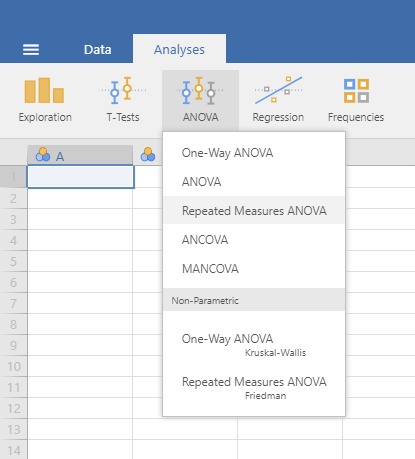 Data Analyses
Exploration T-Tests ANOVA Regression Frequencies
A
One-Way ANOVA
ANOVA
Repeated Measures ANOVA
ANCOVA
MANCOVA
Non-Parametric
One-Way ANOVA
Kruskal-Wallis
Repeated Measures ANOVA
Friedman
1
2
3
4
5
6
7
8
9
10
11
12
13
14